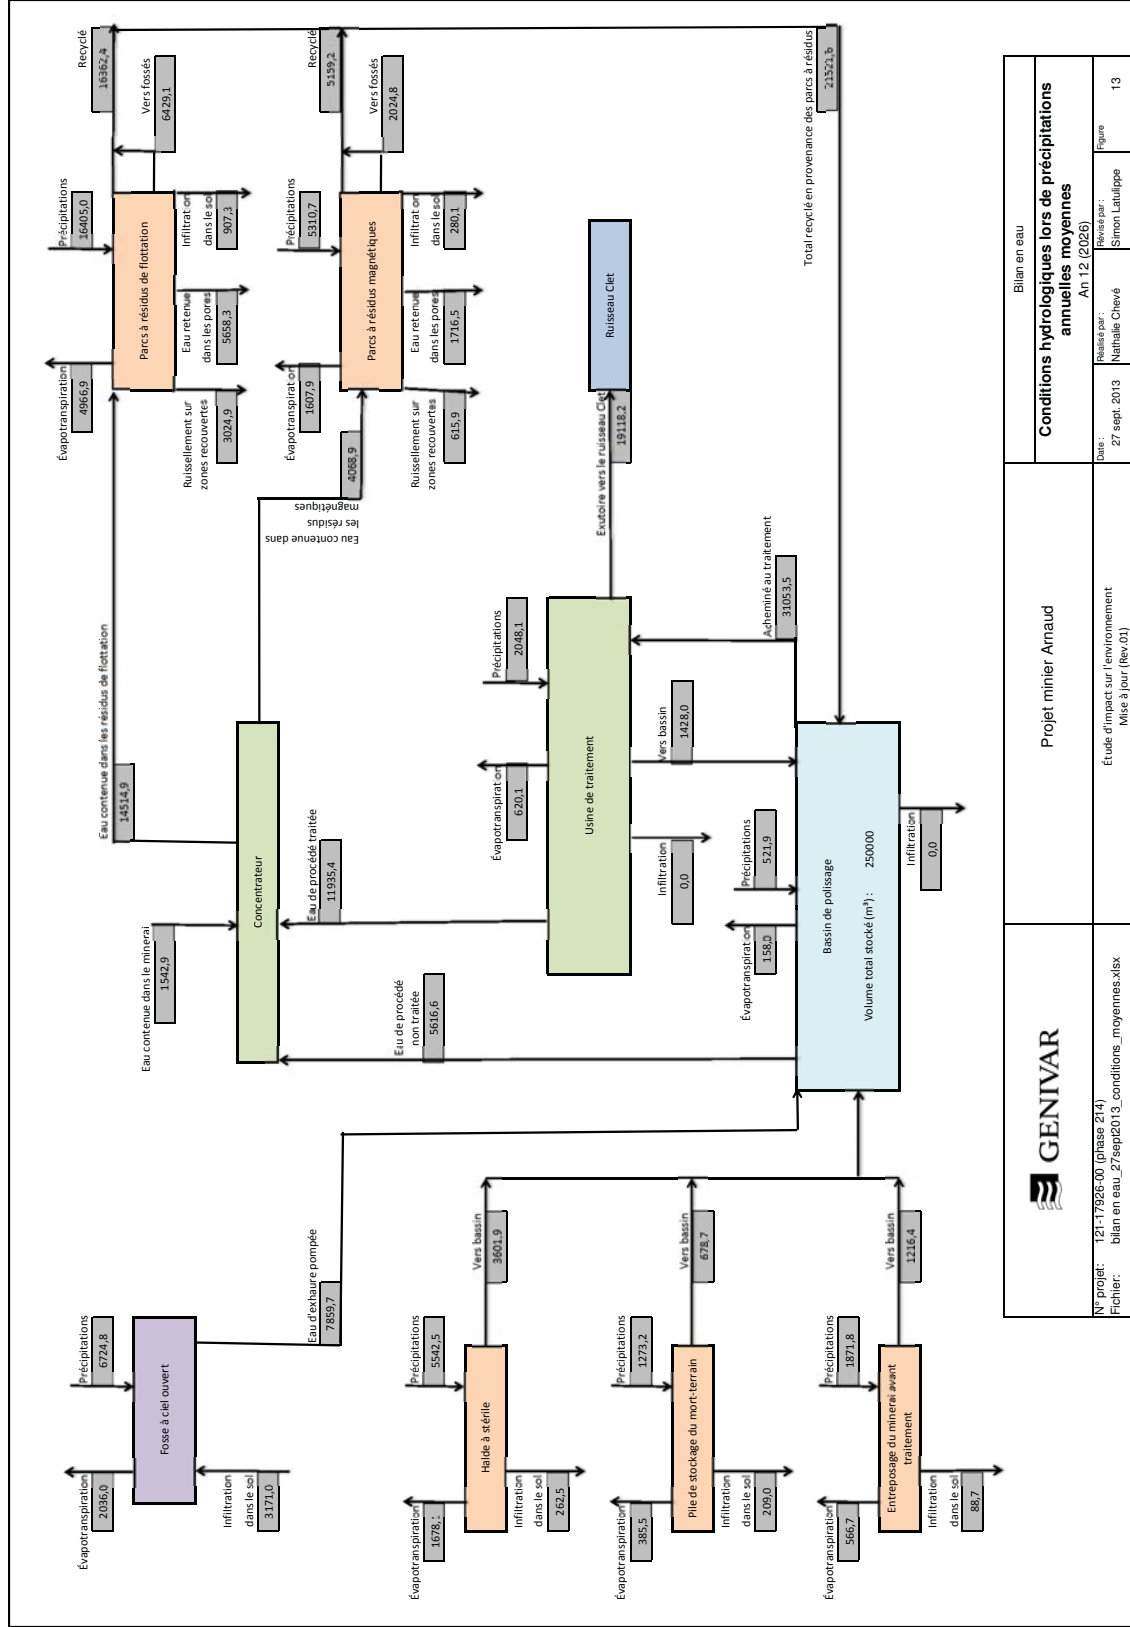 Évapotranspiration
2036,0
Précipitations
6724,8
Fosse à ciel ouvert
Infiltration
dans le sol
3171,0
Eau d'exhaure pompée
7859,7
Évapotranspiration
Précipitations
5542,5
Halde à stérile
Infiltration
dans le sol
262,5
Vers bassin
3601,9
Évapotranspiration
385,5
Précipitations
1273,2
Pile de stockage du mort-terrain
Infiltration
dans le sol
209,0
Vers bassin
678,7
Évapotranspiration
566,7
Précipitations
1871,8
Entreposage du minerai avant
traitement
Infiltration
dans le sol
88,7
Vers bassin
1216,4
Eau contenue dans le minerai
1542,9
Concentrateur
Eau de procédé
non traitée
5616,6
Eau de procédé traitée
11935,4
Eau contenue dans les résidus de flottation
14514,9
Eau contenue dans
les résidus
magnétiques
4068,9
Évapotranspiration
620,1
Précipitations
2048,1
Usine de traitement
Infiltration
0,0
Vers bassin
1428,0
Acheminé au traitement
31053,5
Exutoire vers le ruisseau Clet
19118,2
Ruisseau Clet
Évapotranspiration
158,0
Précipitations
521,9
Bassin de polissage
Volume total stocké (m³) : 250000
Infiltration
0,0
Évapotranspiration
4966,9
Précipitations
16405,0
Parcs à résidus de flottation
Ruissellement sur
zones recouvertes
3024,9
Eau retenue
dans les pores
5658,3
Infiltration
dans le sol
907,3
Vers fossés
6429,1
Recyclé
16362,4
Évapotranspiration
1607,9
Précipitations
5310,7
Parcs à résidus magnétiques
Ruissellement sur
zones recouvertes
615,9
Eau retenue
dans les pores
1716,5
Infiltration
dans le sol
280,1
Vers fossés
2024,8
Recyclé
5159,2
Total recyclé en provenance des parcs à résidus
21521,6
GENIVAR
N° projet: 121-17926-00 (phase 214)
Fichier: bilan en eau_27sept2013_conditions_moyennes.xlsx
Projet minier Arnaud
Étude d'impact sur l'environnement
Mise à jour (Rev.01)
Bilan en eau
Conditions hydrologiques lors de précipitations
annuelles moyennes
An 12 (2026)
Date : 27 sept. 2013
Réalisé par : Nathalie Chevé
Révisé par : Simon Latulippe
Figure 13